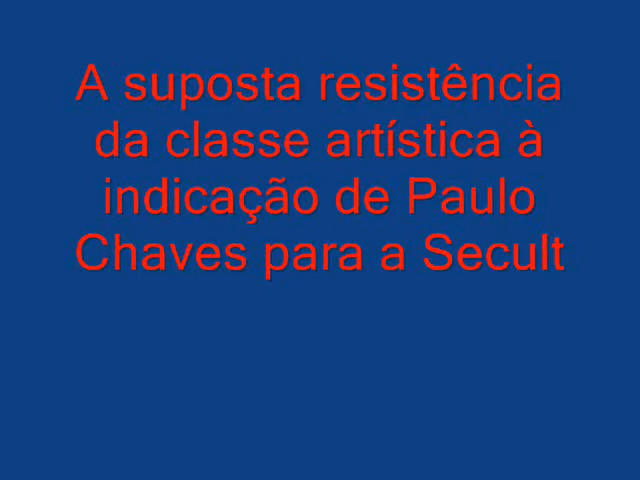 A suposta resistência
da classe artística à
indicação de Paulo
Chaves para a Secult